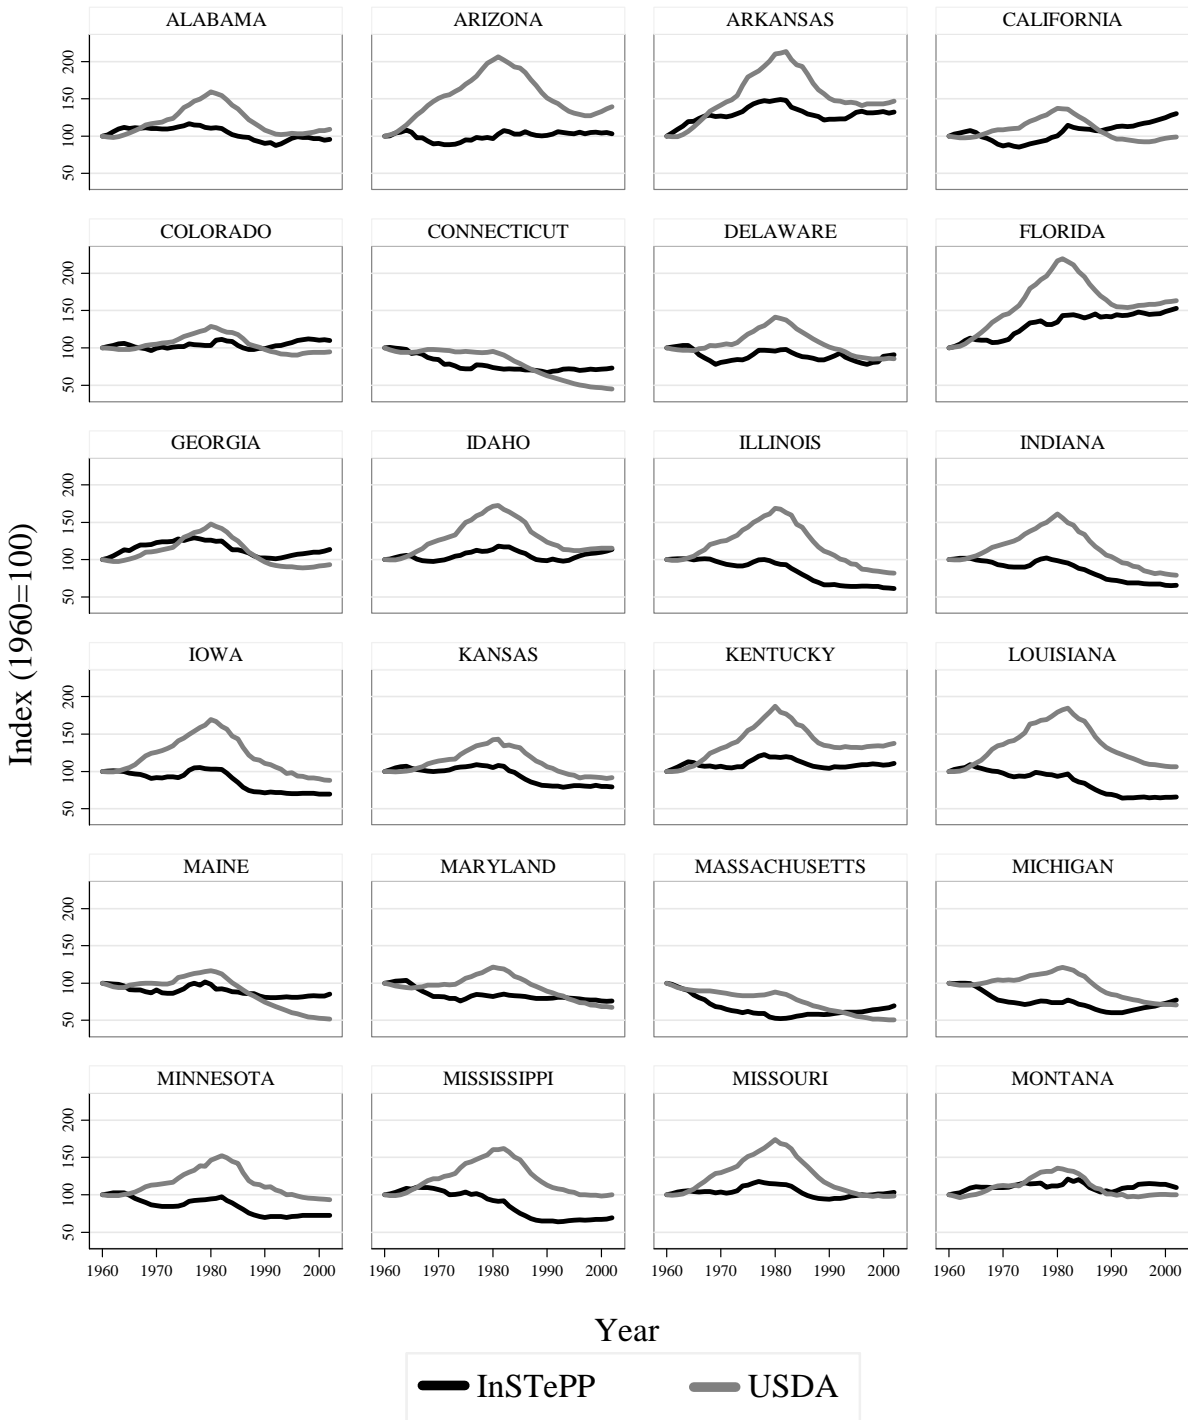 ALABAMA ARIZONA ARKANSAS CALIFORNIA
200
150
100
50
COLORADO CONNECTICUT DELAWARE FLORIDA
200
150
100
50
GEORGIA IDAHO ILLINOIS INDIANA
200
150
100
50
Index (1960=100)
IOWA KANSAS KENTUCKY LOUISIANA
200
150
100
50
MAINE MARYLAND MASSACHUSETTS MICHIGAN
200
150
100
50
MINNESOTA MISSISSIPPI MISSOURI MONTANA
200
150
100
50
1960 1970 1980 1990 2000 1960 1970 1980 1990 2000 1960 1970 1980 1990 2000 1960 1970 1980 1990 2000
Year
InSTePP USDA